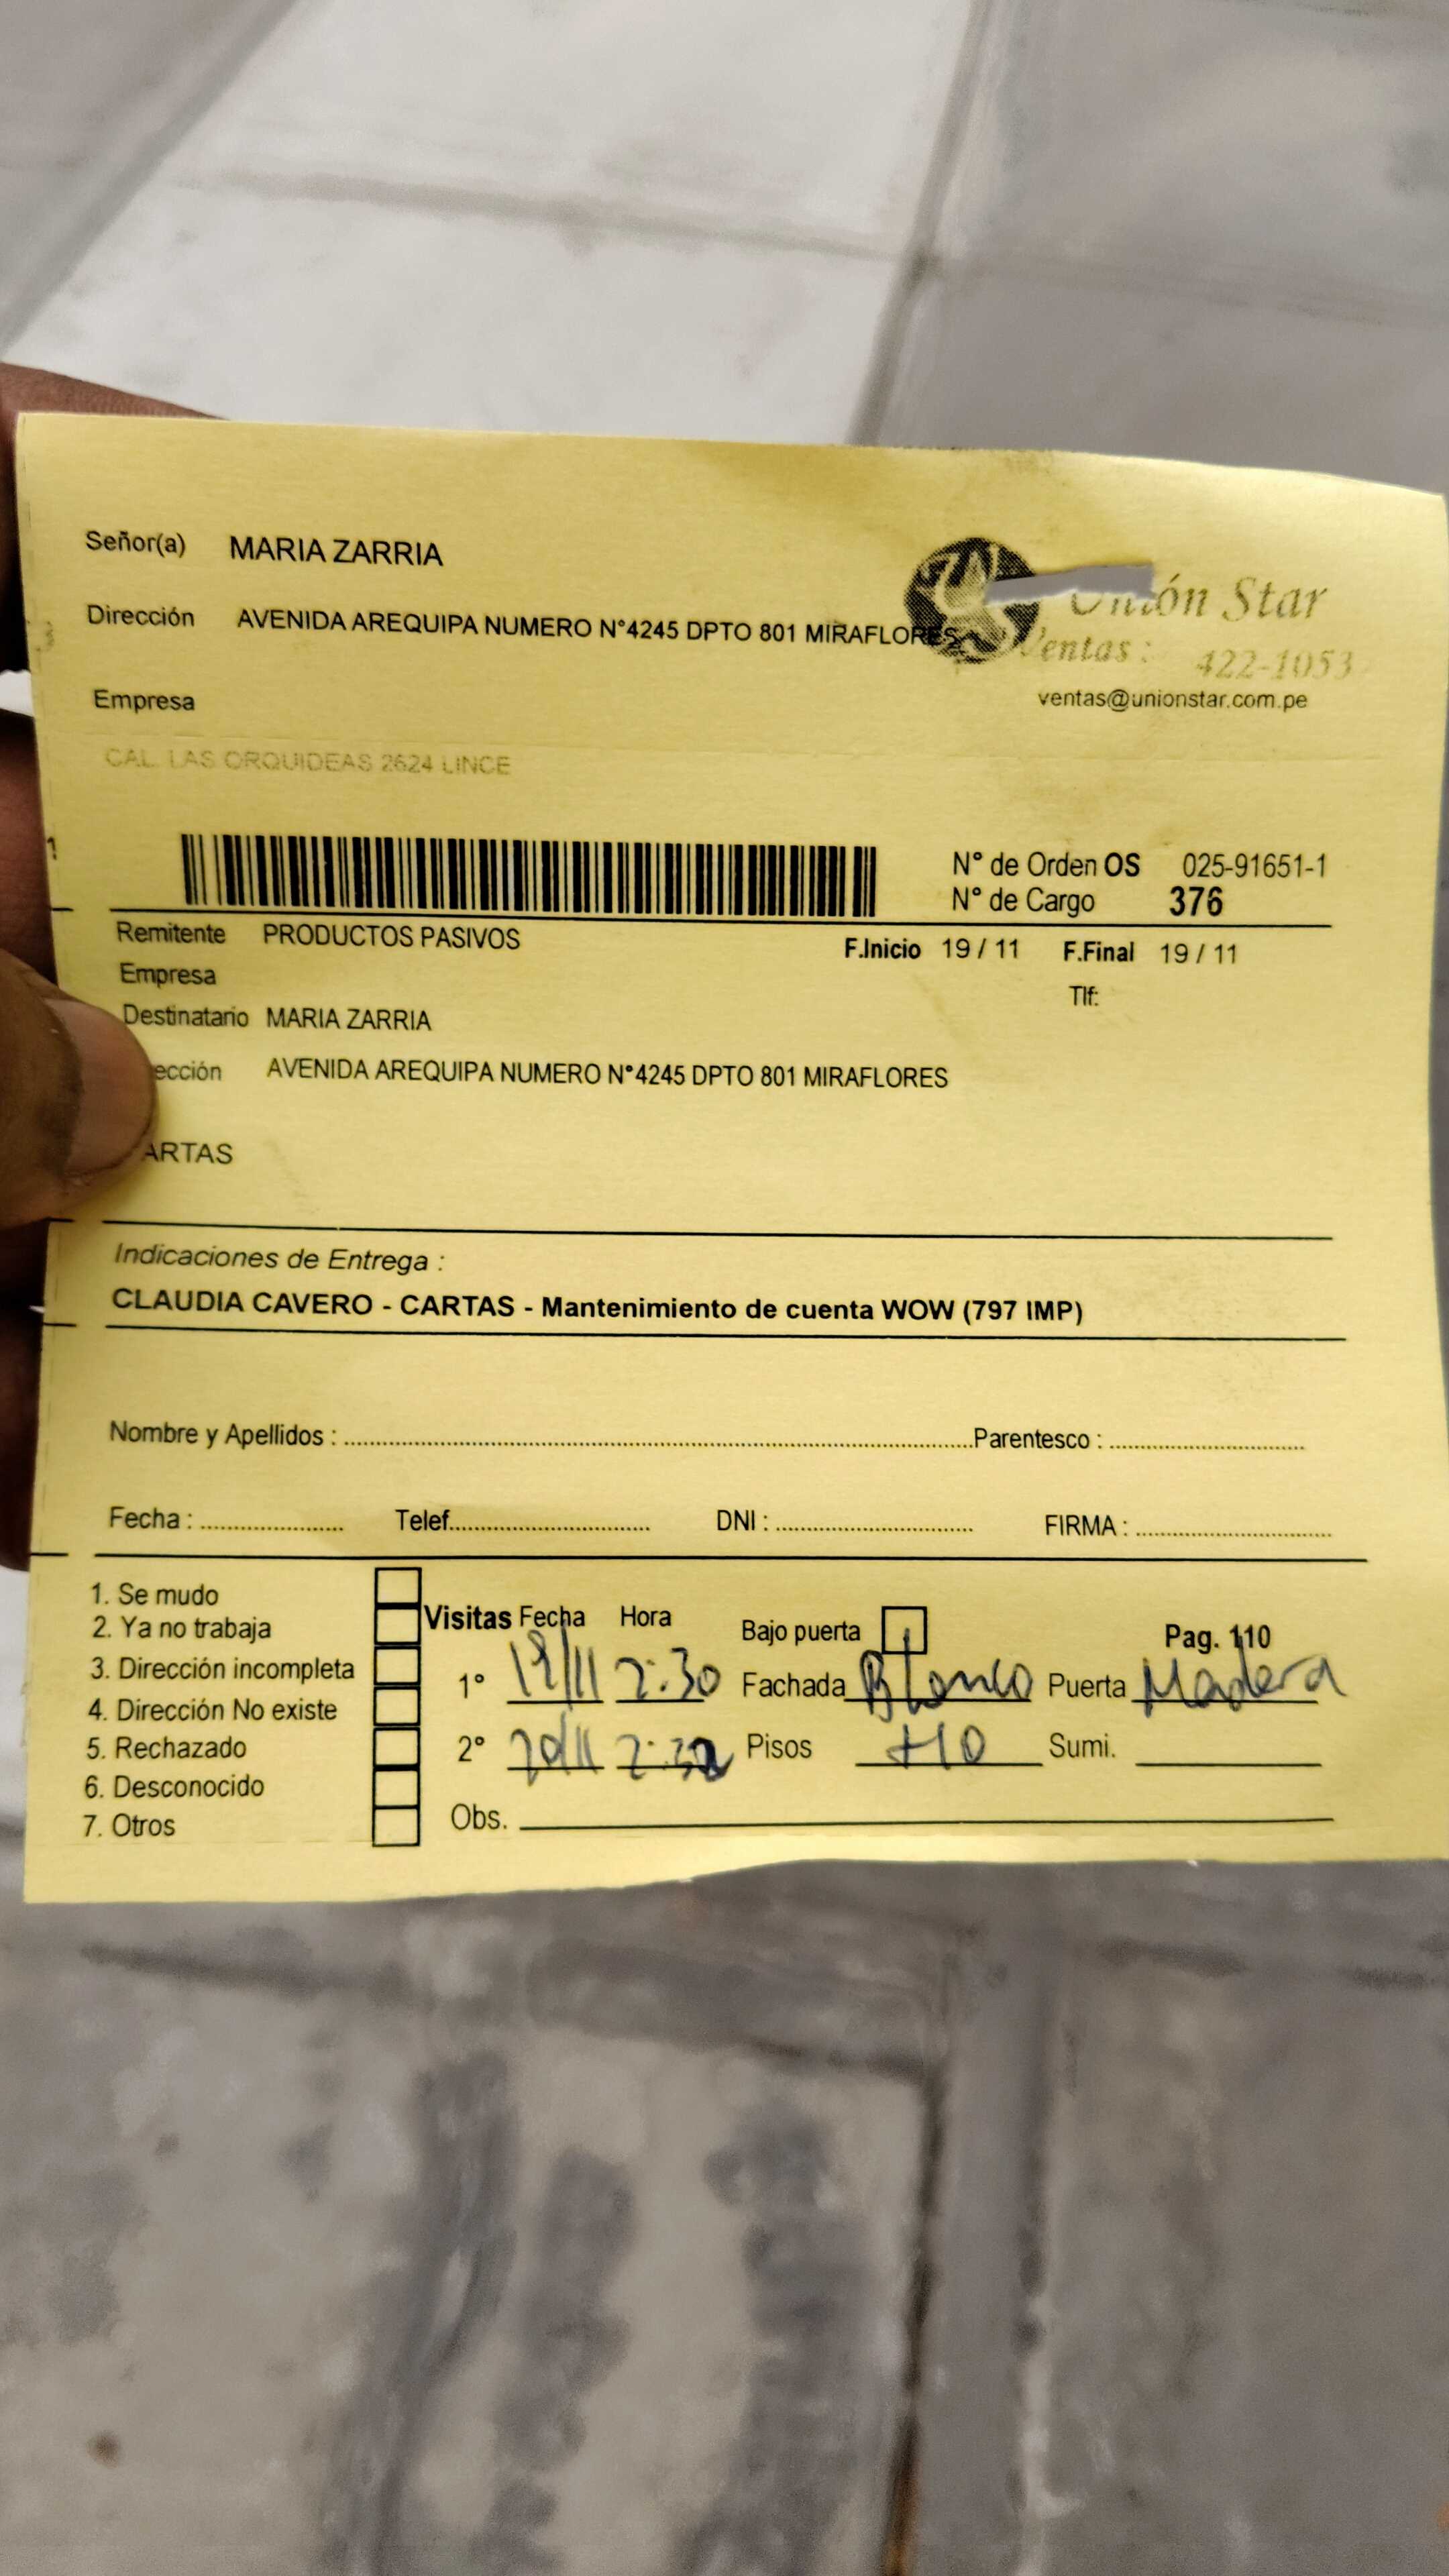 Señor(a) MARIA ZARRIA
Dirección AVENIDA AREQUIPA NUMERO N°4245 DPTO 801 MIRAFLORES
Unión Star
Ventas: 422-1053
Empresa
ventas@unionstar.com.pe
CAL. LAS ORQUIDEAS 2624 LINCE
N° de Orden OS 025-91651-1
N° de Cargo 376
Remitente PRODUCTOS PASIVOS F.Inicio 19 / 11 F.Final 19 / 11
Empresa
Tlf:
Destinatario MARIA ZARRIA
ección AVENIDA AREQUIPA NUMERO N°4245 DPTO 801 MIRAFLORES
ARTAS
Indicaciones de Entrega :
CLAUDIA CAVERO - CARTAS - Mantenimiento de cuenta WOW (797 IMP)
Nombre y Apellidos : Parentesco :
Fecha : Telef. DNI : FIRMA :
1. Se mudo
2. Ya no trabaja
3. Dirección incompleta
4. Dirección No existe
5. Rechazado
6. Desconocido
7. Otros
Visitas Fecha Hora Bajo puerta Pag. 110
1° 19/11 2:30 Fachada Blanco Puerta Madera
2° 20/11 Pisos +10 Sumi.
Obs.